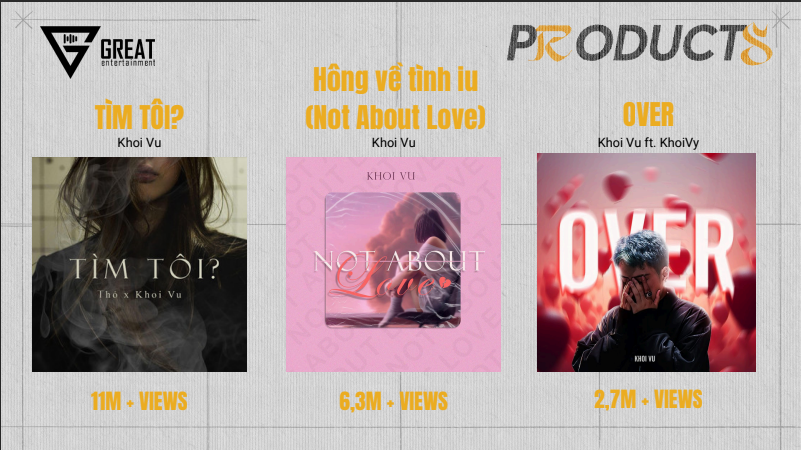 GREAT
entertainment
PRODUCTS
TÌM TÔI?
Khoi Vu
TÌM TÔI?
Thỏ x Khoi Vu
11M + VIEWS
Hông về tình iu
(Not About Love)
Khoi Vu
KHOI VU
NOT ABOUT
Love
6,3M + VIEWS
OVER
Khoi Vu ft. KhoiVy
OVER
KHOI VU
2,7M + VIEWS